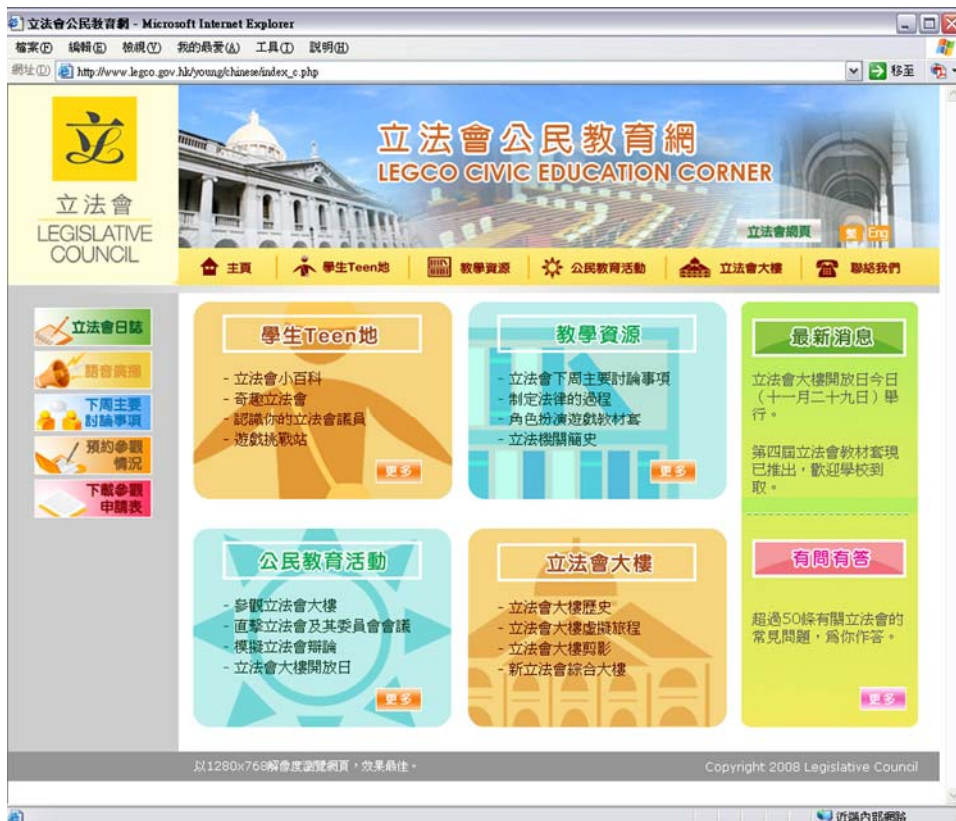 立法會公民教育網 - Microsoft Internet Explorer
檔案(F) 編輯(E) 檢視(V) 我的最愛(A) 工具(T) 說明(H)
網址(D) http://www.legco.gov.hk/young/chinese/index_c.php 移至
立法會
LEGISLATIVE
COUNCIL
立法會公民教育網
LEGCO CIVIC EDUCATION CORNER
立法會網頁 繁 Eng
主頁 學生Teen地 教學資源 公民教育活動 立法會大樓 聯絡我們
立法會日誌
語音廣播
下周主要
討論事項
預約參觀
情況
下載參觀
申請表
學生Teen地
- 立法會小百科
- 奇趣立法會
- 認識你的立法會議員
- 遊戲挑戰站
更多
教學資源
- 立法會下周主要討論事項
- 制定法律的過程
- 角色扮演遊戲教材套
- 立法機關簡史
更多
最新消息
立法會大樓開放日今日
（十一月二十九日）舉
行。
第四屆立法會教材套現
已推出，歡迎學校到
取。
公民教育活動
- 參觀立法會大樓
- 直擊立法會及其委員會會議
- 模擬立法會辯論
- 立法會大樓開放日
更多
立法會大樓
- 立法會大樓歷史
- 立法會大樓虛擬旅程
- 立法會大樓剪影
- 新立法會綜合大樓
更多
有問有答
超過50條有關立法會的
常見問題，為你作答。
更多
以1280x768解像度瀏覽網頁，效果最佳。
Copyright 2008 Legislative Council
近端內部網路